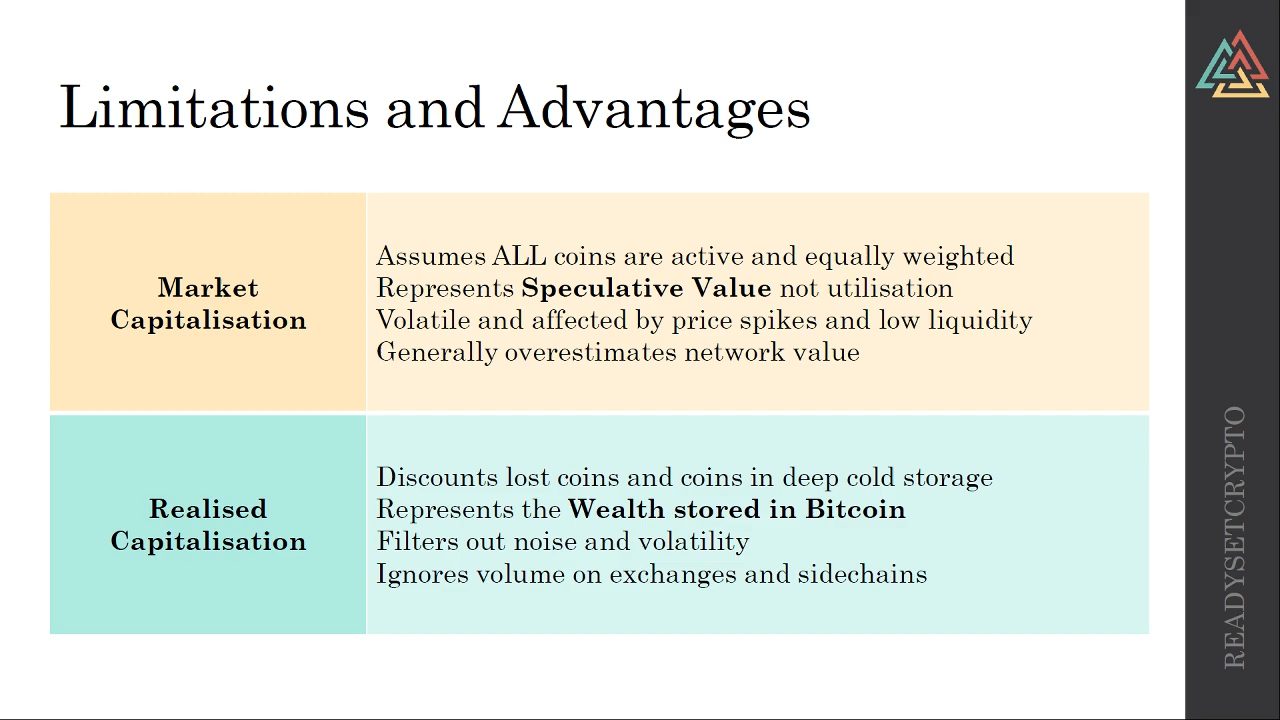 Limitations and Advantages
Market
Capitalisation
Assumes ALL coins are active and equally weighted
Represents Speculative Value not utilisation
Volatile and affected by price spikes and low liquidity
Generally overestimates network value
Realised
Capitalisation
Discounts lost coins and coins in deep cold storage
Represents the Wealth stored in Bitcoin
Filters out noise and volatility
Ignores volume on exchanges and sidechains
READYSETCRYPTO